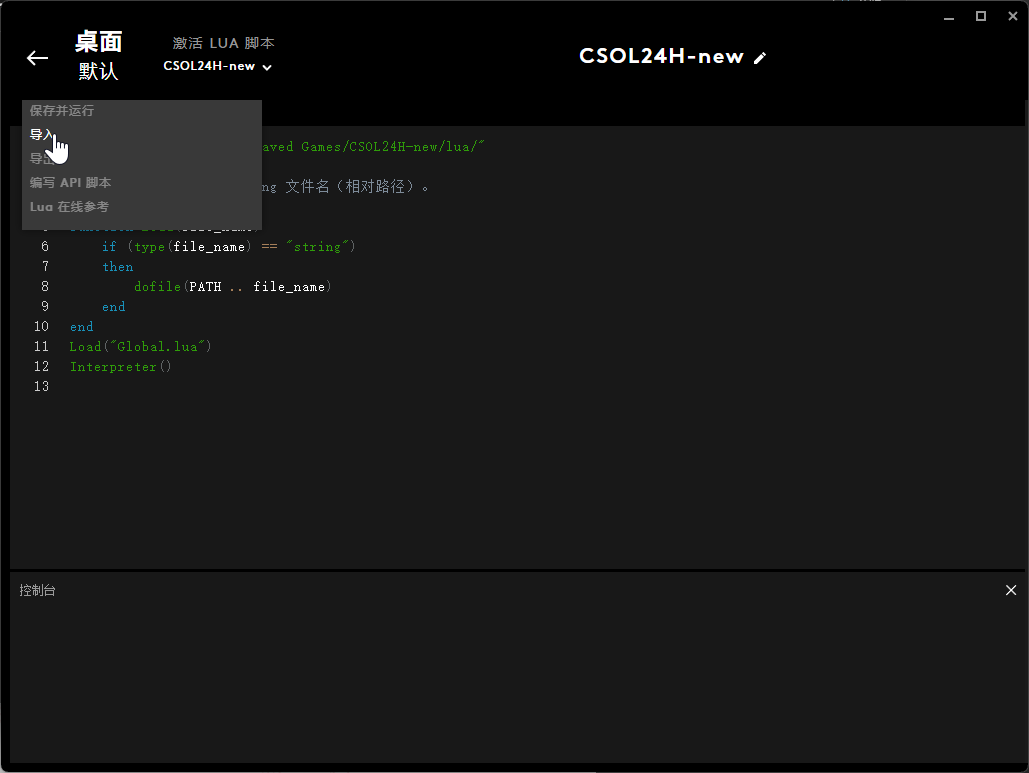 桌面
默认
激活 LUA 脚本
CSOL24H-new
CSOL24H-new
保存并运行
导入
导出
编写 API 脚本
Lua 在线参考
aved Games/CSOL24H-new/lua/"
ng 文件名（相对路径）。
6 if (type(file_name) == "string")
7 then
8 dofile(PATH .. file_name)
9 end
10 end
11 Load("Global.lua")
12 Interpreter()
13
控制台